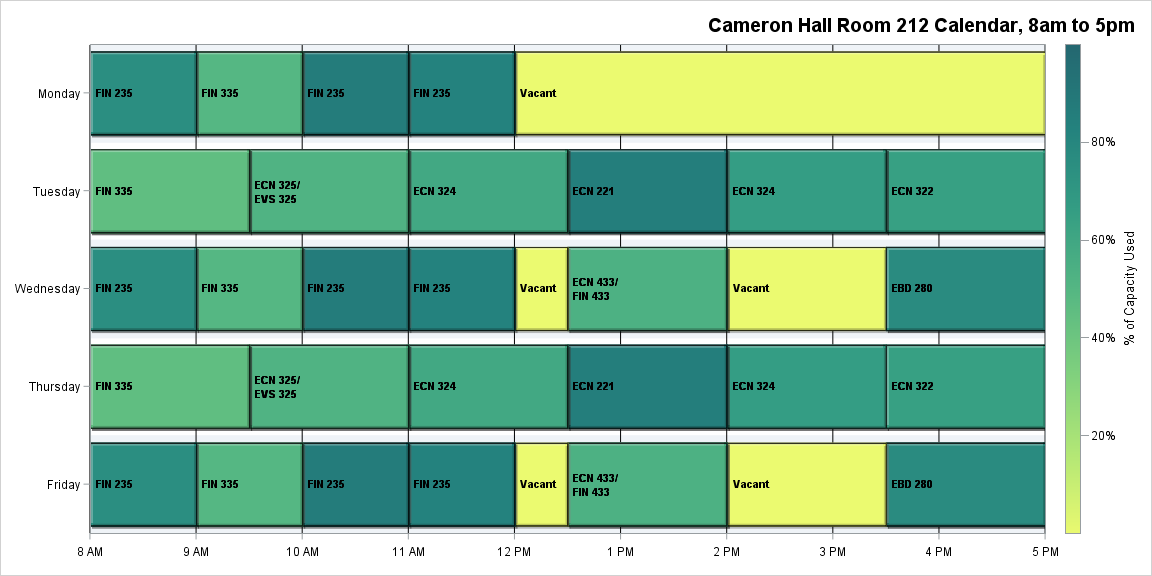 Cameron Hall Room 212 Calendar, 8am to 5pm
Monday
FIN 235
FIN 335
FIN 235
FIN 235
Vacant
Tuesday
FIN 335
ECN 325/
EVS 325
ECN 324
ECN 221
ECN 324
ECN 322
Wednesday
FIN 235
FIN 335
FIN 235
FIN 235
Vacant
ECN 433/
FIN 433
Vacant
EBD 280
Thursday
FIN 335
ECN 325/
EVS 325
ECN 324
ECN 221
ECN 324
ECN 322
Friday
FIN 235
FIN 335
FIN 235
FIN 235
Vacant
ECN 433/
FIN 433
Vacant
EBD 280
8 AM
9 AM
10 AM
11 AM
12 PM
1 PM
2 PM
3 PM
4 PM
5 PM
80%
60%
40%
20%
% of Capacity Used